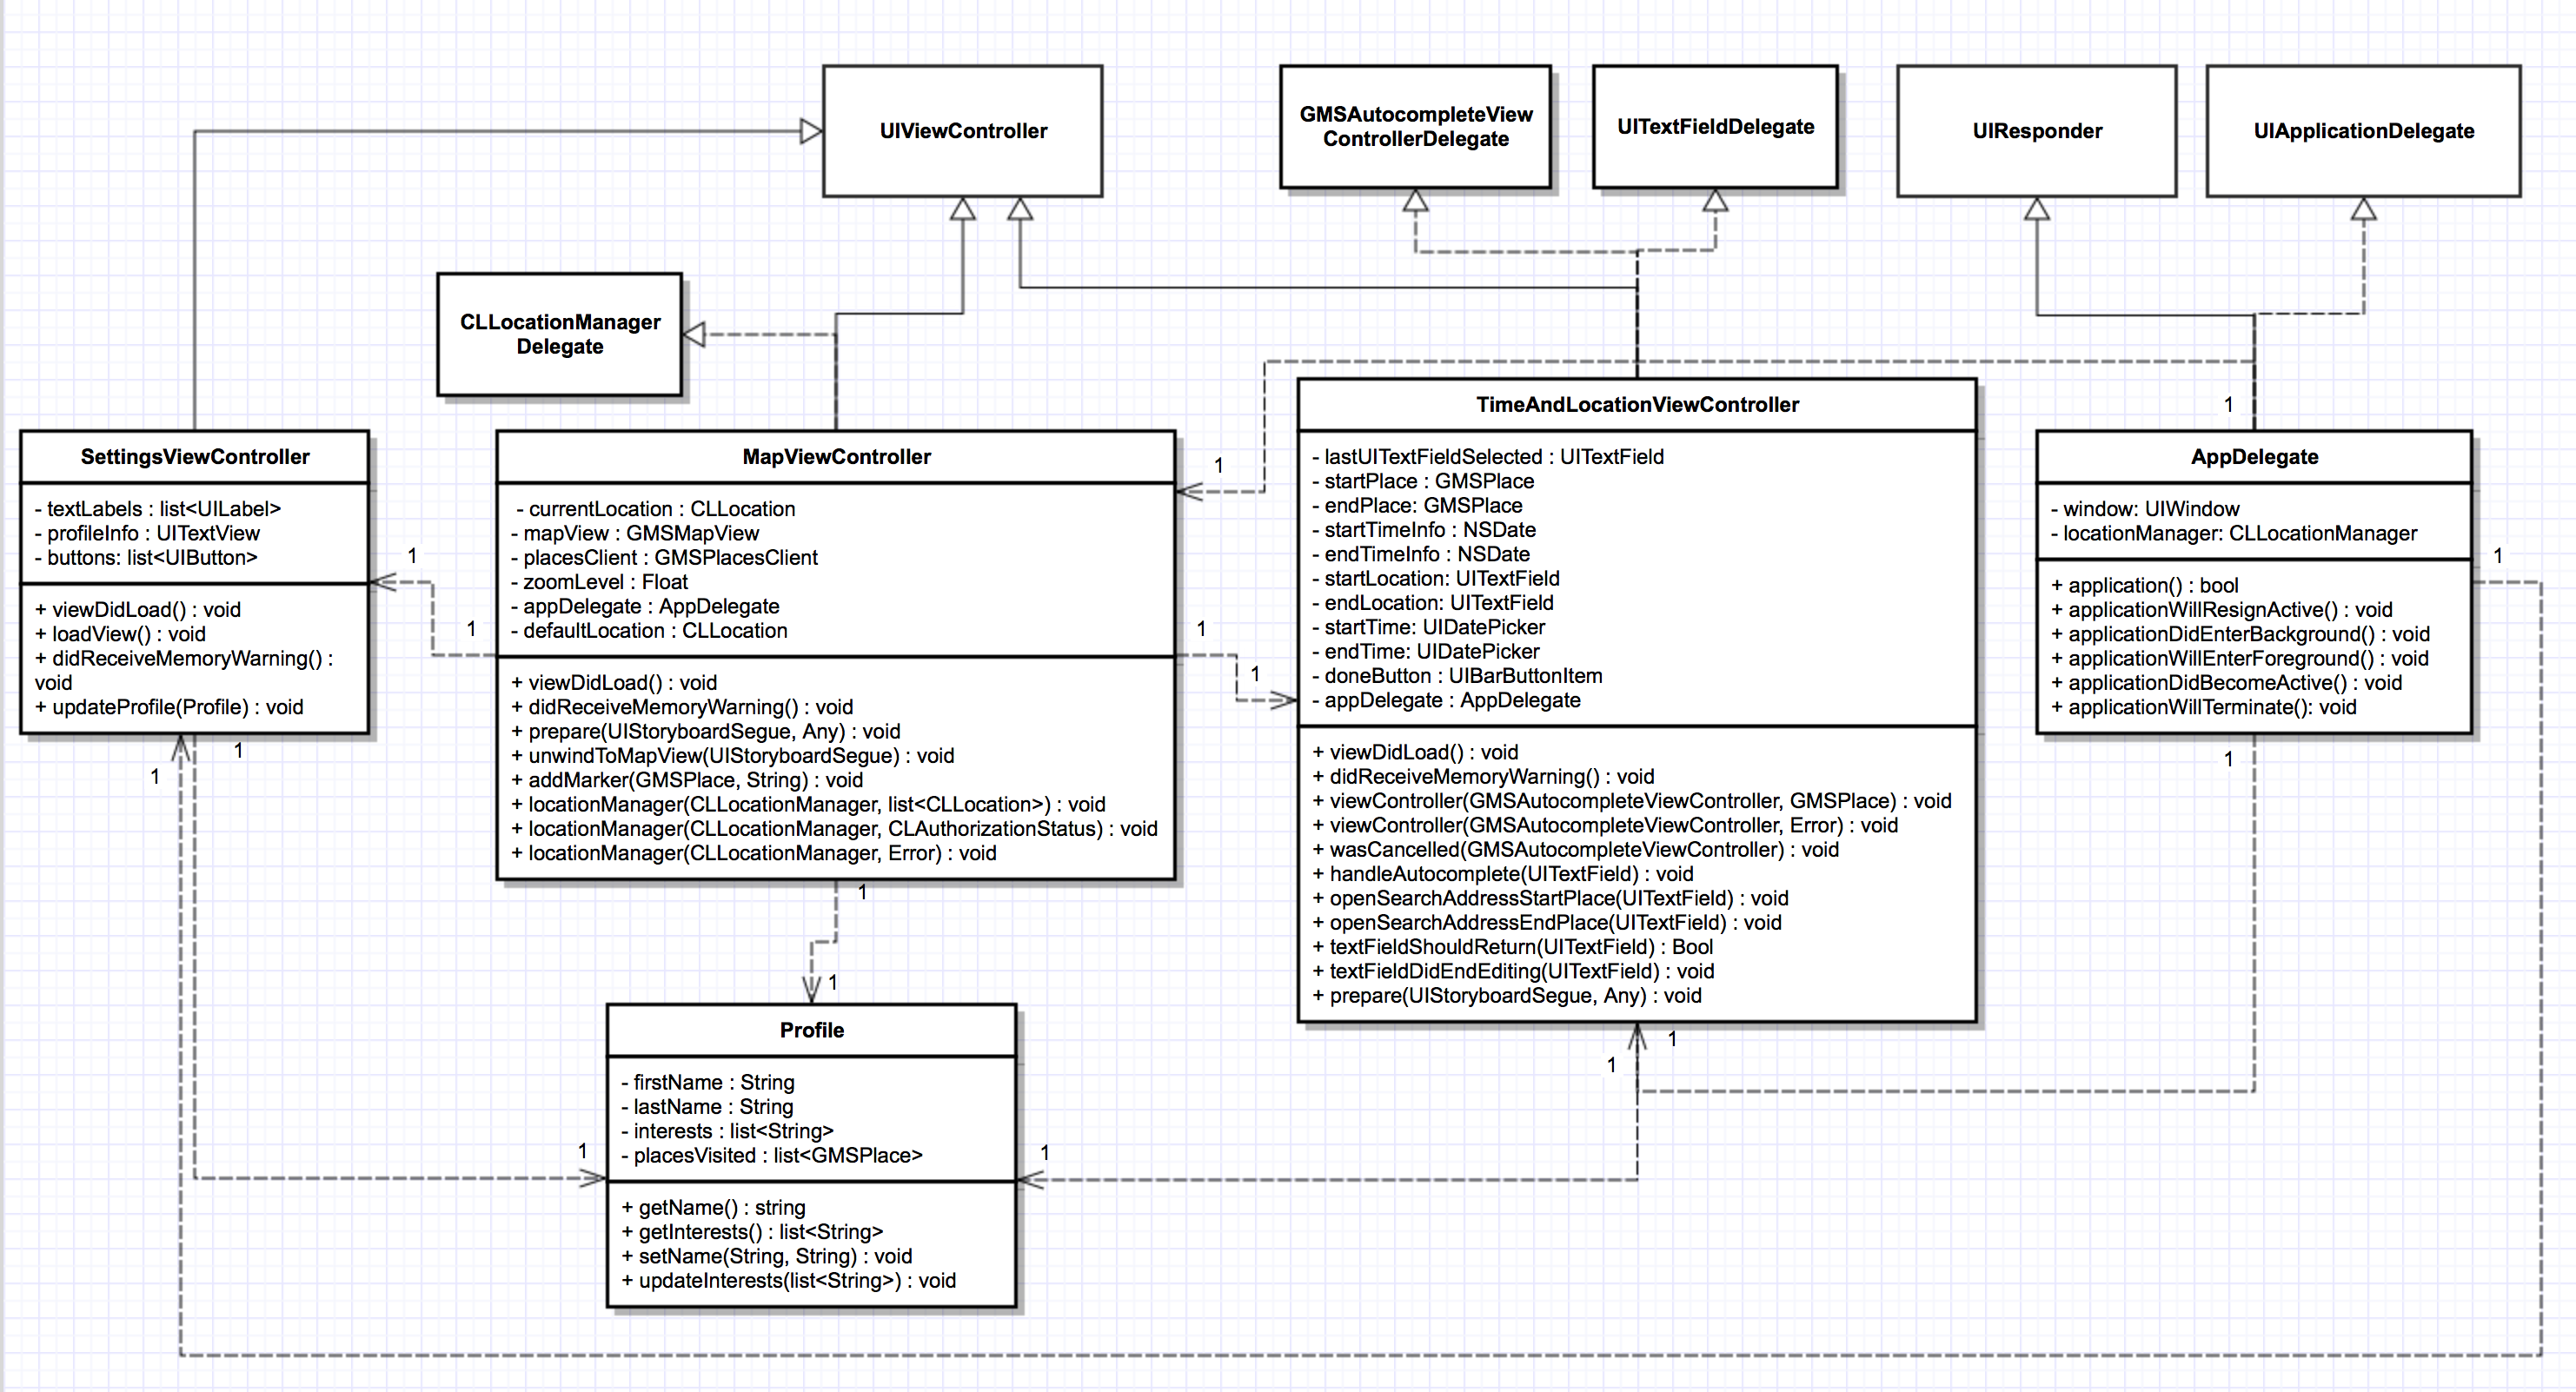 UIViewController
GMSAutocompleteView
ControllerDelegate
UITextFieldDelegate
UIResponder
UIApplicationDelegate
CLLocationManager
Delegate
SettingsViewController
- textLabels : list<UILabel>
- profileInfo : UITextView
- buttons: list<UIButton>
+ viewDidLoad() : void
+ loadView() : void
+ didReceiveMemoryWarning() :
void
+ updateProfile(Profile) : void
1
1
1
1
MapViewController
- currentLocation : CLLocation
- mapView : GMSMapView
- placesClient : GMSPlacesClient
- zoomLevel : Float
- appDelegate : AppDelegate
- defaultLocation : CLLocation
+ viewDidLoad() : void
+ didReceiveMemoryWarning() : void
+ prepare(UIStoryboardSegue, Any) : void
+ unwindToMapView(UIStoryboardSegue) : void
+ addMarker(GMSPlace, String) : void
+ locationManager(CLLocationManager, list<CLLocation>) : void
+ locationManager(CLLocationManager, CLAuthorizationStatus) : void
+ locationManager(CLLocationManager, Error) : void
1
1
1
1
1
TimeAndLocationViewController
- lastUITextFieldSelected : UITextField
- startPlace : GMSPlace
- endPlace: GMSPlace
- startTimeInfo : NSDate
- endTimeInfo : NSDate
- startLocation: UITextField
- endLocation: UITextField
- startTime: UIDatePicker
- endTime: UIDatePicker
- doneButton : UIBarButtonItem
- appDelegate : AppDelegate
+ viewDidLoad() : void
+ didReceiveMemoryWarning() : void
+ viewController(GMSAutocompleteViewController, GMSPlace) : void
+ viewController(GMSAutocompleteViewController, Error) : void
+ wasCancelled(GMSAutocompleteViewController) : void
+ handleAutocomplete(UITextField) : void
+ openSearchAddressStartPlace(UITextField) : void
+ openSearchAddressEndPlace(UITextField) : void
+ textFieldShouldReturn(UITextField) : Bool
+ textFieldDidEndEditing(UITextField) : void
+ prepare(UIStoryboardSegue, Any) : void
1
1
1
AppDelegate
- window: UIWindow
- locationManager: CLLocationManager
+ application() : bool
+ applicationWillResignActive() : void
+ applicationDidEnterBackground() : void
+ applicationWillEnterForeground() : void
+ applicationDidBecomeActive() : void
+ applicationWillTerminate(): void
1
1
Profile
- firstName : String
- lastName : String
- interests : list<String>
- placesVisited : list<GMSPlace>
+ getName() : string
+ getInterests() : list<String>
+ setName(String, String) : void
+ updateInterests(list<String>) : void
1
1